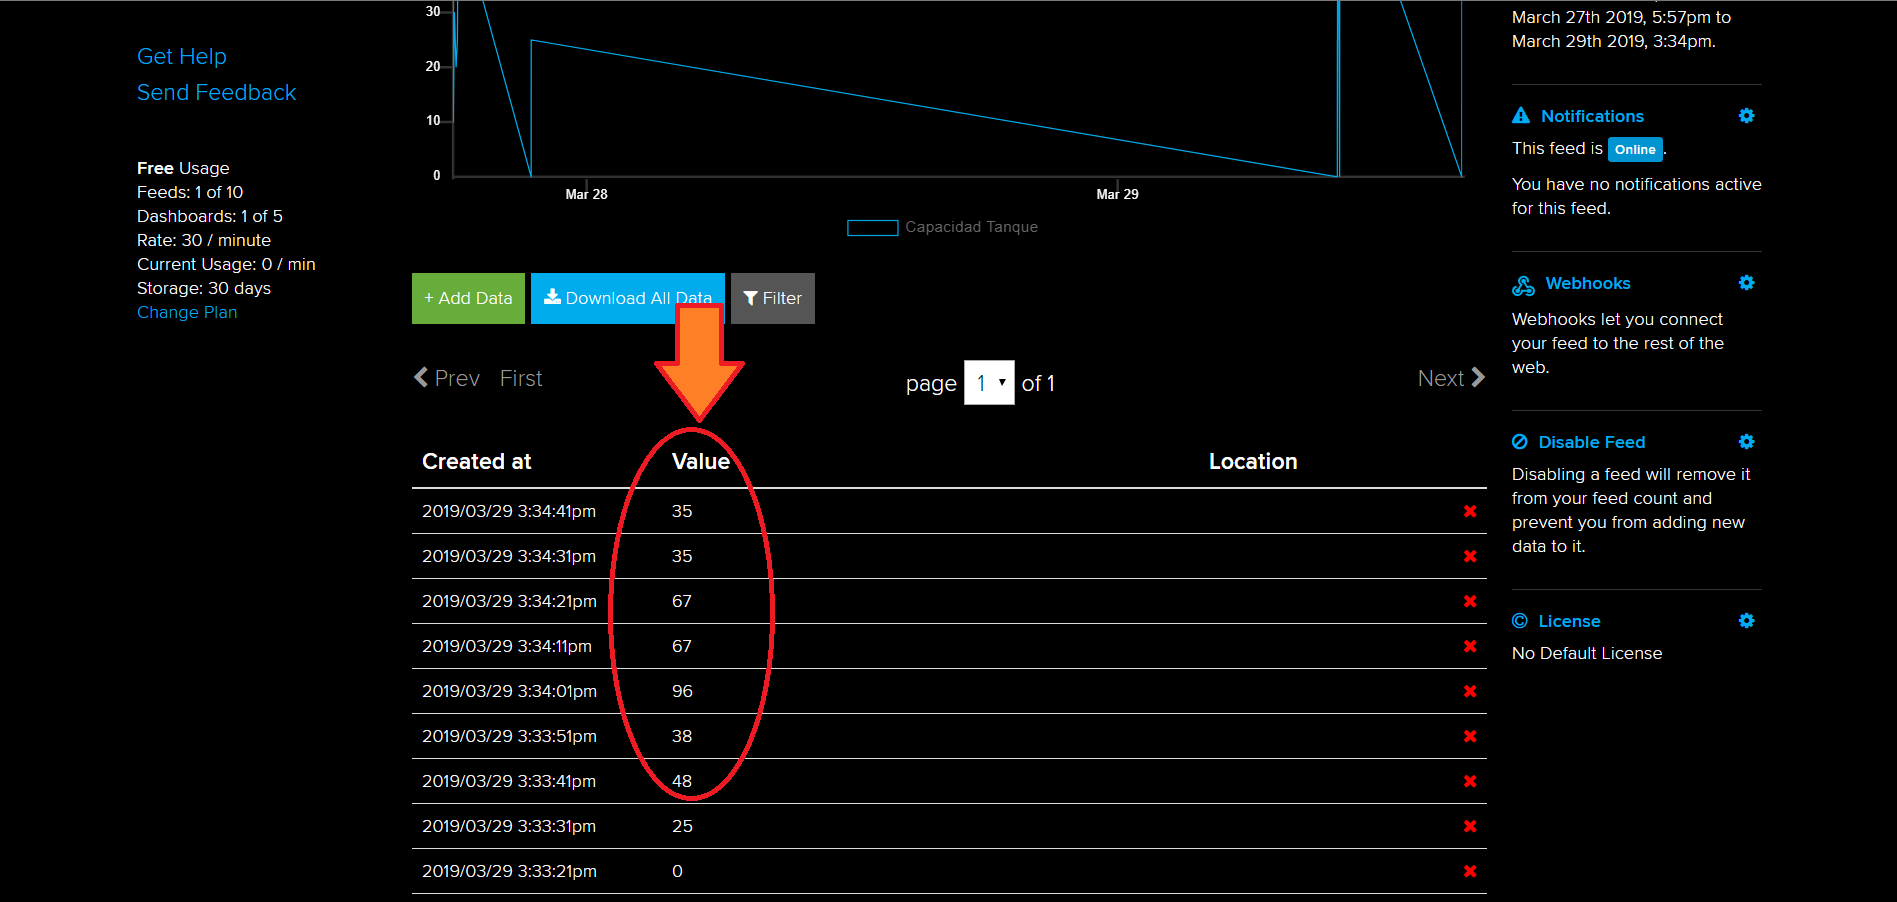 Get Help
Send Feedback
Free Usage
Feeds: 1 of 10
Dashboards: 1 of 5
Rate: 30 / minute
Current Usage: 0 / min
Storage: 30 days
Change Plan
30
20
10
0
Mar 28 Mar 29
Capacidad Tanque
+ Add Data Download All Data Filter
Prev First page 1 of 1 Next
Created at Value Location
2019/03/29 3:34:41pm 35
2019/03/29 3:34:31pm 35
2019/03/29 3:34:21pm 67
2019/03/29 3:34:11pm 67
2019/03/29 3:34:01pm 96
2019/03/29 3:33:51pm 38
2019/03/29 3:33:41pm 48
2019/03/29 3:33:31pm 25
2019/03/29 3:33:21pm 0
March 27th 2019, 5:57pm to
March 29th 2019, 3:34pm.
Notifications
This feed is Online.
You have no notifications active
for this feed.
Webhooks
Webhooks let you connect
your feed to the rest of the
web.
Disable Feed
Disabling a feed will remove it
from your feed count and
prevent you from adding new
data to it.
License
No Default License